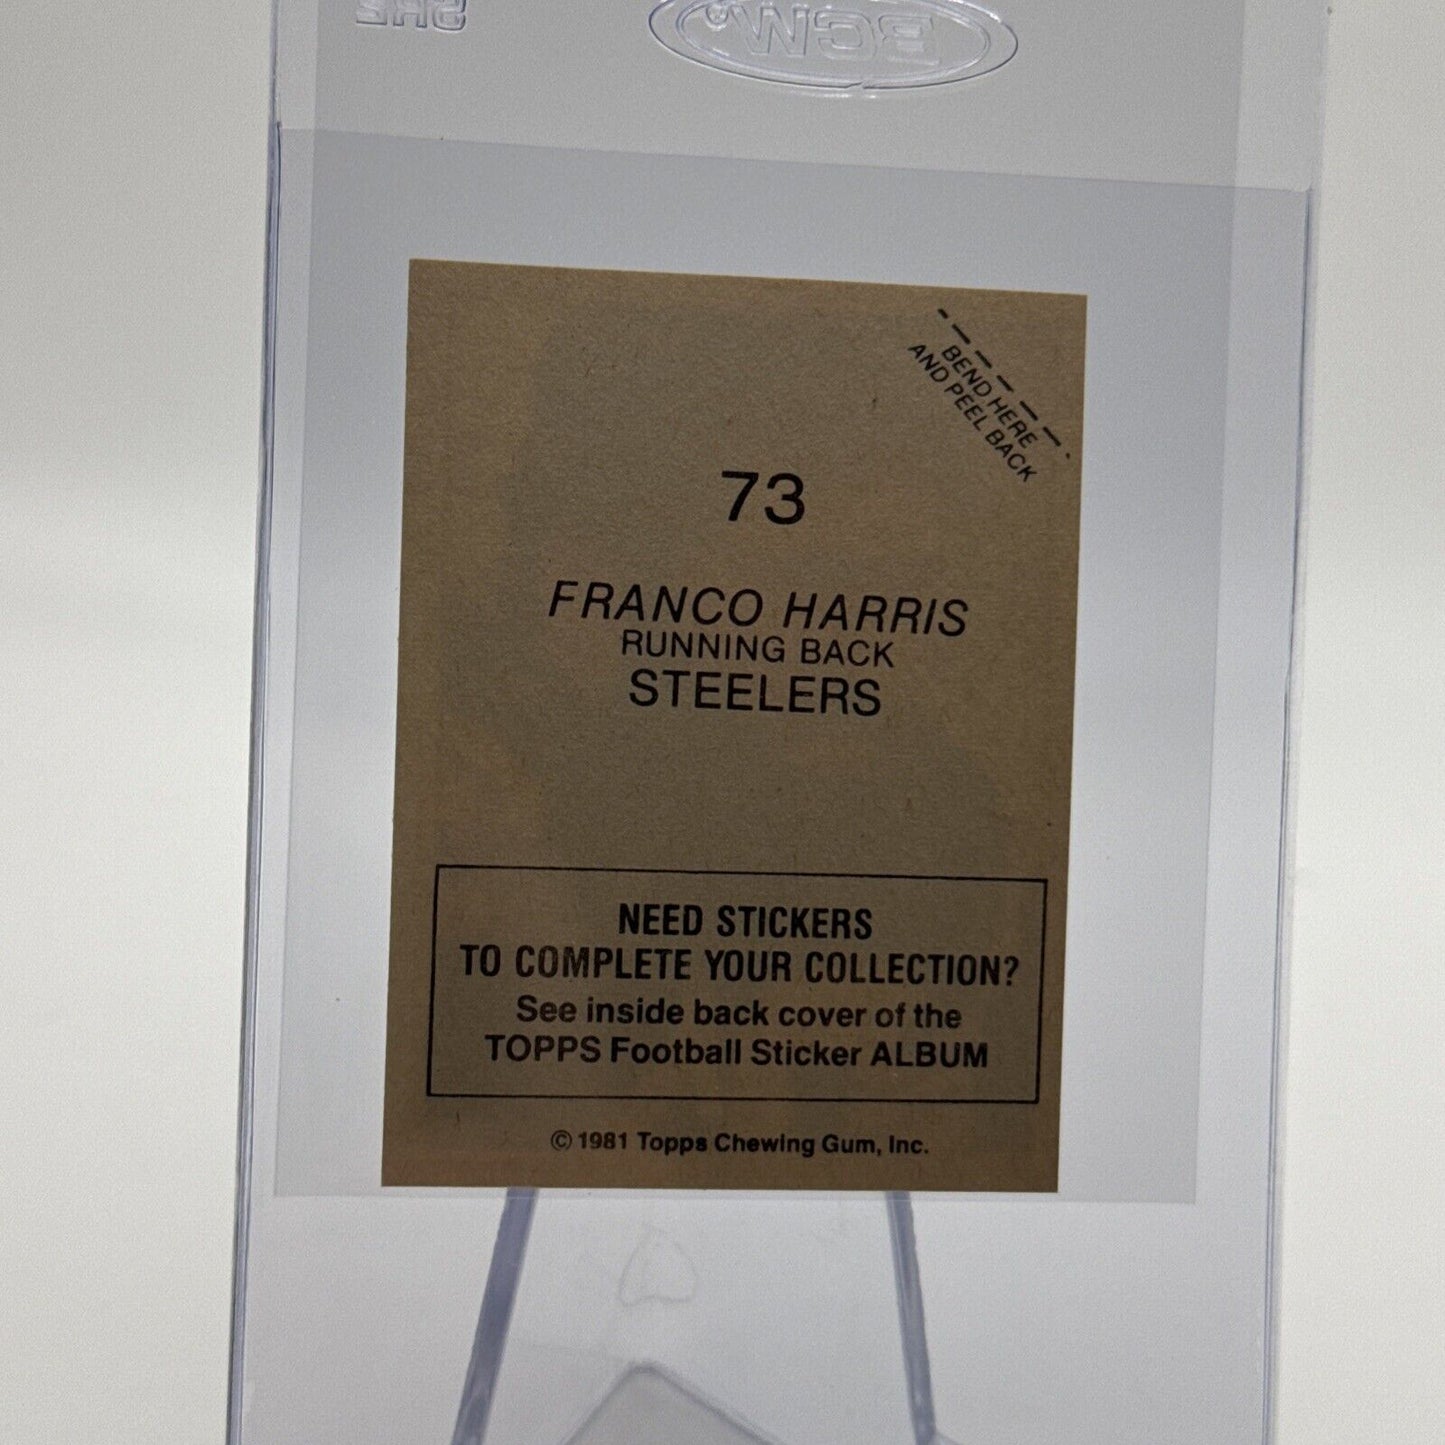 SH2
BCW®
BEND HERE
AND PEEL BACK
73
FRANCO HARRIS
RUNNING BACK
STEELERS
NEED STICKERS
TO COMPLETE YOUR COLLECTION?
See inside back cover of the
TOPPS Football Sticker ALBUM
© 1981 Topps Chewing Gum, Inc.